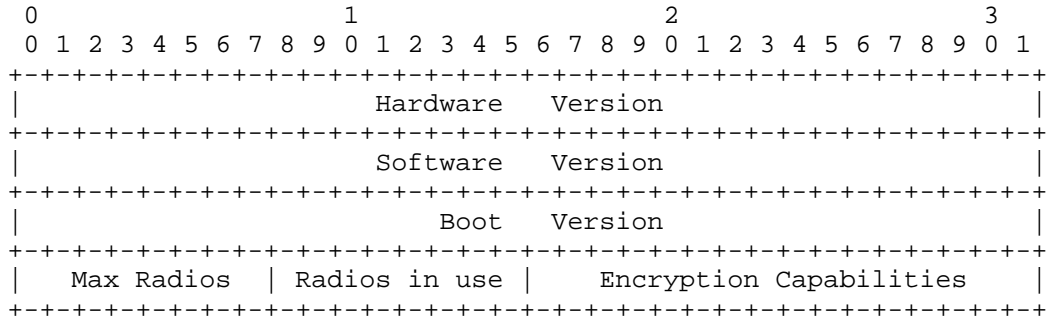 0                   1                   2                   3
 0 1 2 3 4 5 6 7 8 9 0 1 2 3 4 5 6 7 8 9 0 1 2 3 4 5 6 7 8 9 0 1
+-+-+-+-+-+-+-+-+-+-+-+-+-+-+-+-+-+-+-+-+-+-+-+-+-+-+-+-+-+-+-+-+
|                      Hardware   Version                       |
+-+-+-+-+-+-+-+-+-+-+-+-+-+-+-+-+-+-+-+-+-+-+-+-+-+-+-+-+-+-+-+-+
|                      Software   Version                       |
+-+-+-+-+-+-+-+-+-+-+-+-+-+-+-+-+-+-+-+-+-+-+-+-+-+-+-+-+-+-+-+-+
|                          Boot   Version                       |
+-+-+-+-+-+-+-+-+-+-+-+-+-+-+-+-+-+-+-+-+-+-+-+-+-+-+-+-+-+-+-+-+
|   Max Radios  | Radios in use |    Encryption Capabilities    |
+-+-+-+-+-+-+-+-+-+-+-+-+-+-+-+-+-+-+-+-+-+-+-+-+-+-+-+-+-+-+-+-+